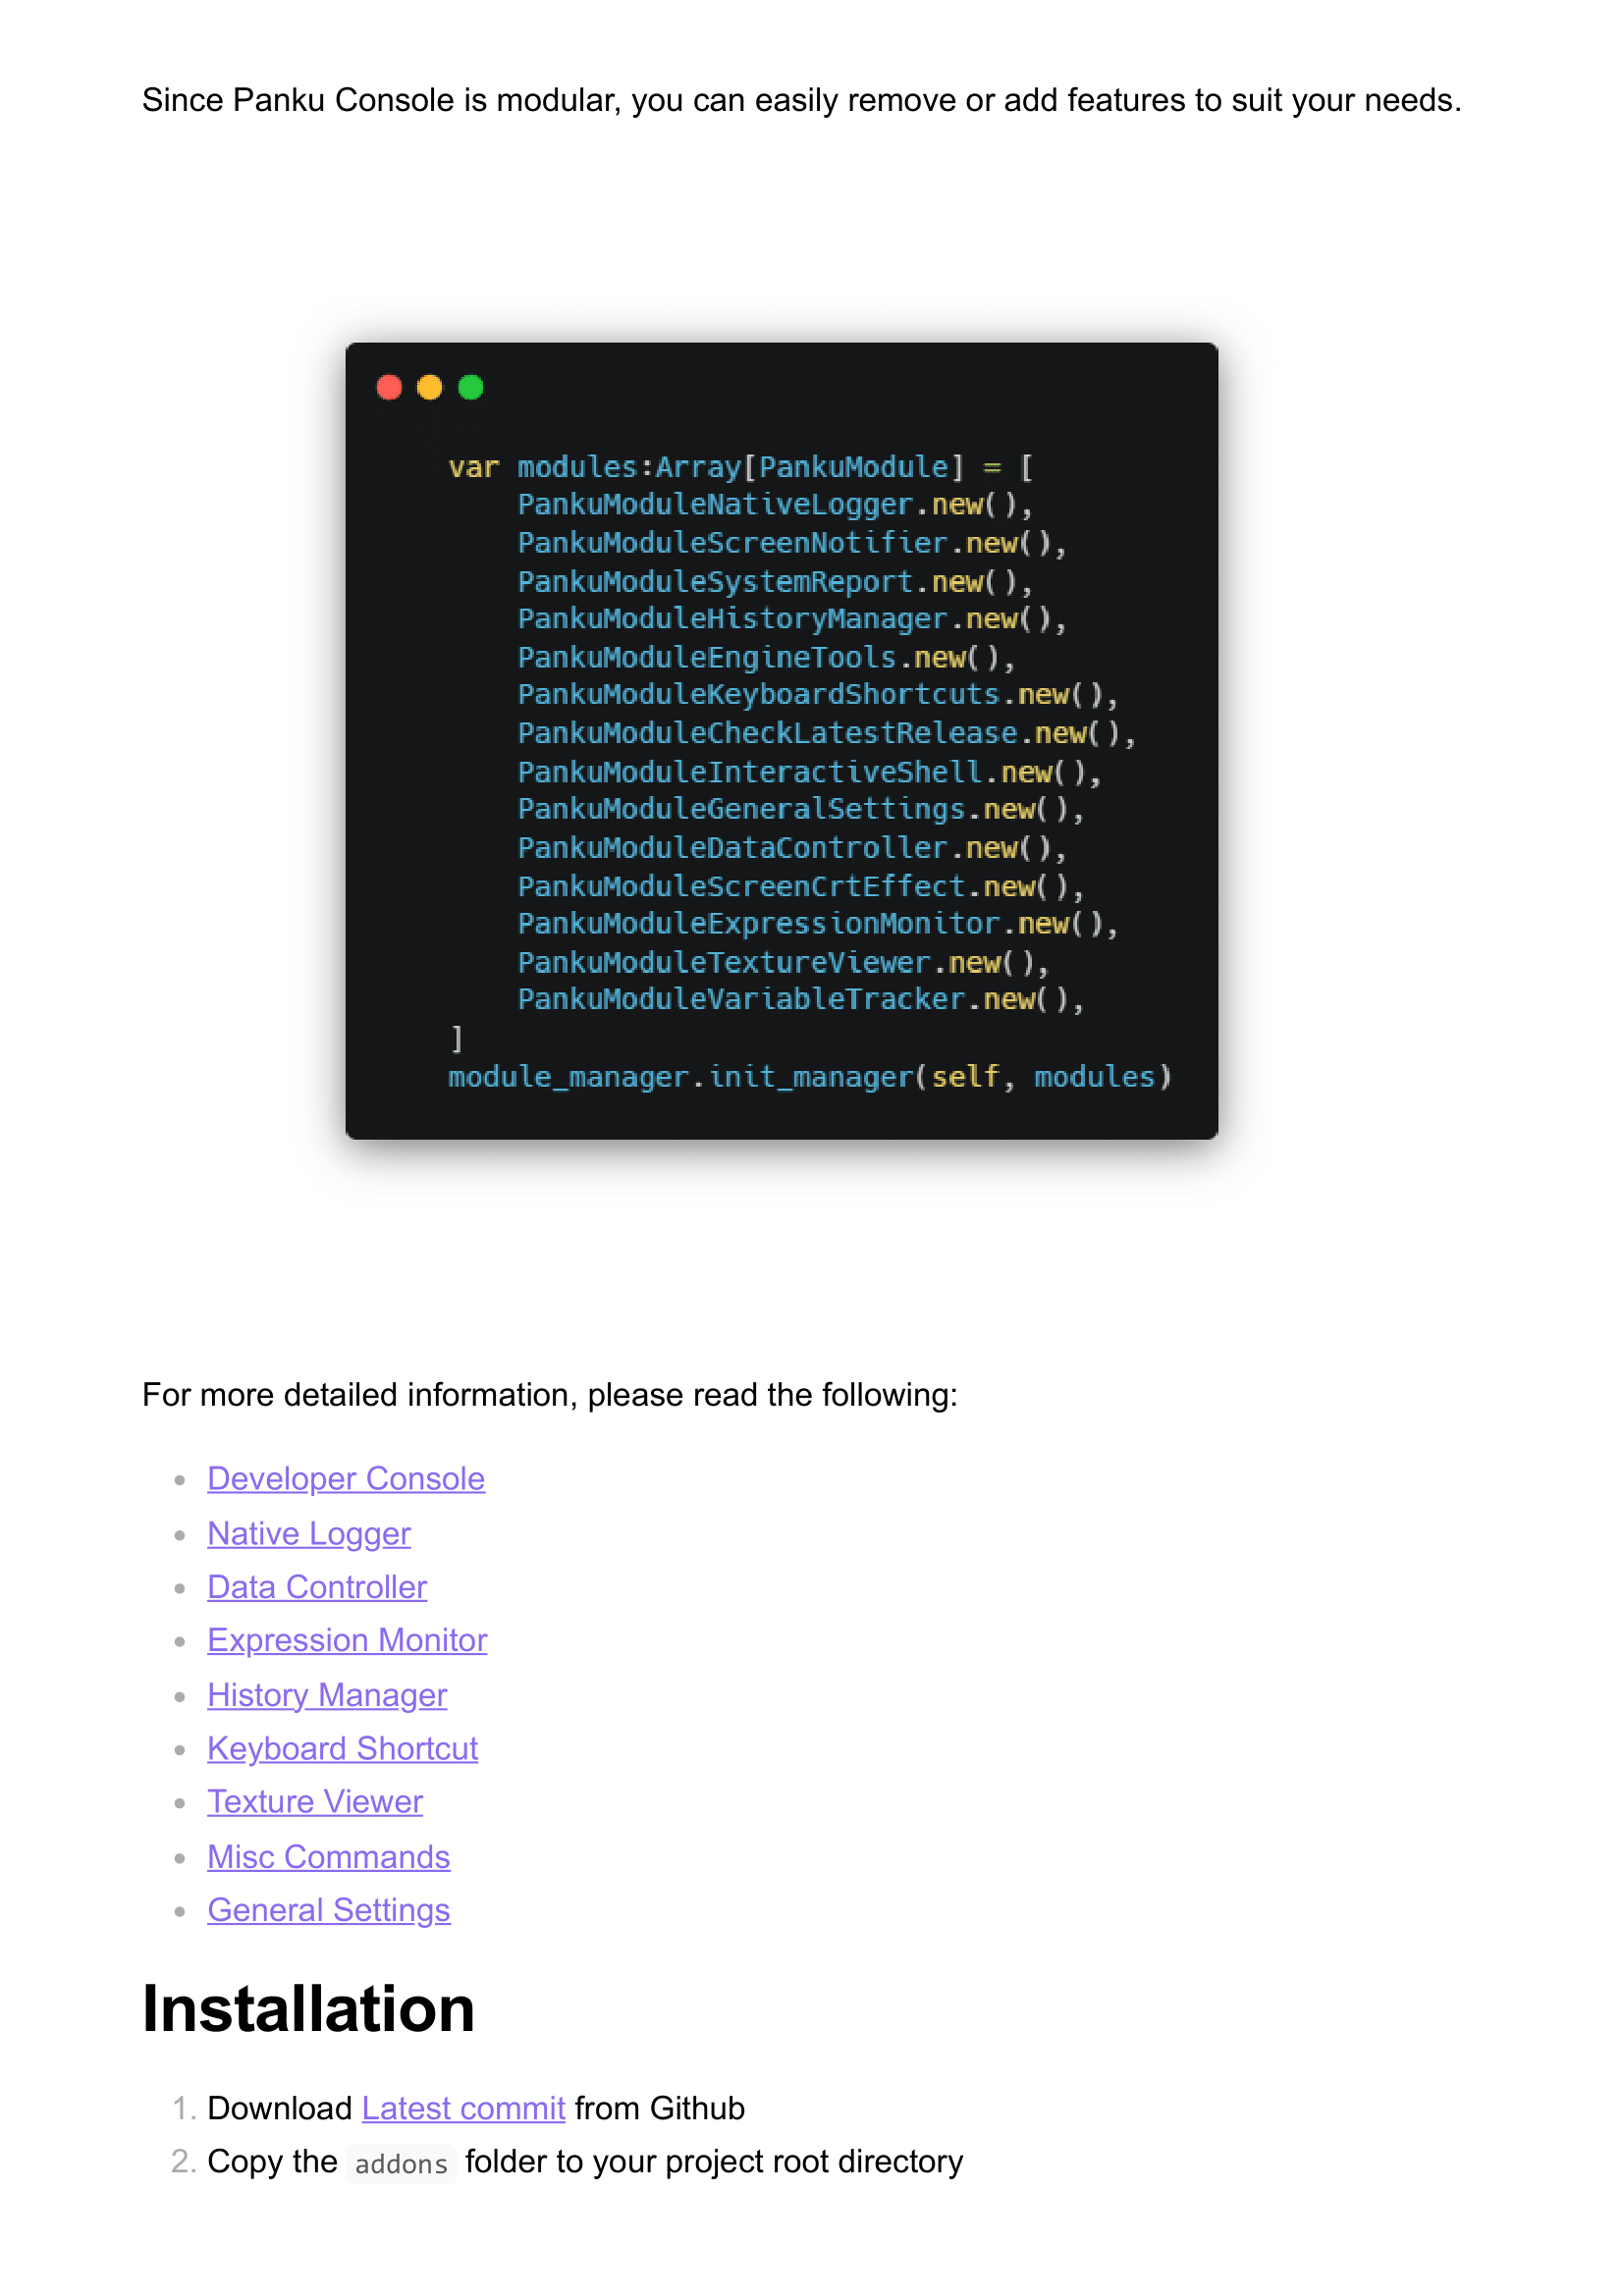 Since Panku Console is modular, you can easily remove or add features to suit your needs.
var modules:Array[PankuModule] = [
    PankuModuleNativeLogger.new(),
    PankuModuleScreenNotifier.new(),
    PankuModuleSystemReport.new(),
    PankuModuleHistoryManager.new(),
    PankuModuleEngineTools.new(),
    PankuModuleKeyboardShortcuts.new(),
    PankuModuleCheckLatestRelease.new(),
    PankuModuleInteractiveShell.new(),
    PankuModuleGeneralSettings.new(),
    PankuModuleDataController.new(),
    PankuModuleScreenCrtEffect.new(),
    PankuModuleExpressionMonitor.new(),
    PankuModuleTextureViewer.new(),
    PankuModuleVariableTracker.new(),
]
module_manager.init_manager(self, modules)
For more detailed information, please read the following:
• Developer Console
• Native Logger
• Data Controller
• Expression Monitor
• History Manager
• Keyboard Shortcut
• Texture Viewer
• Misc Commands
• General Settings
Installation
1. Download Latest commit from Github
2. Copy the addons folder to your project root directory